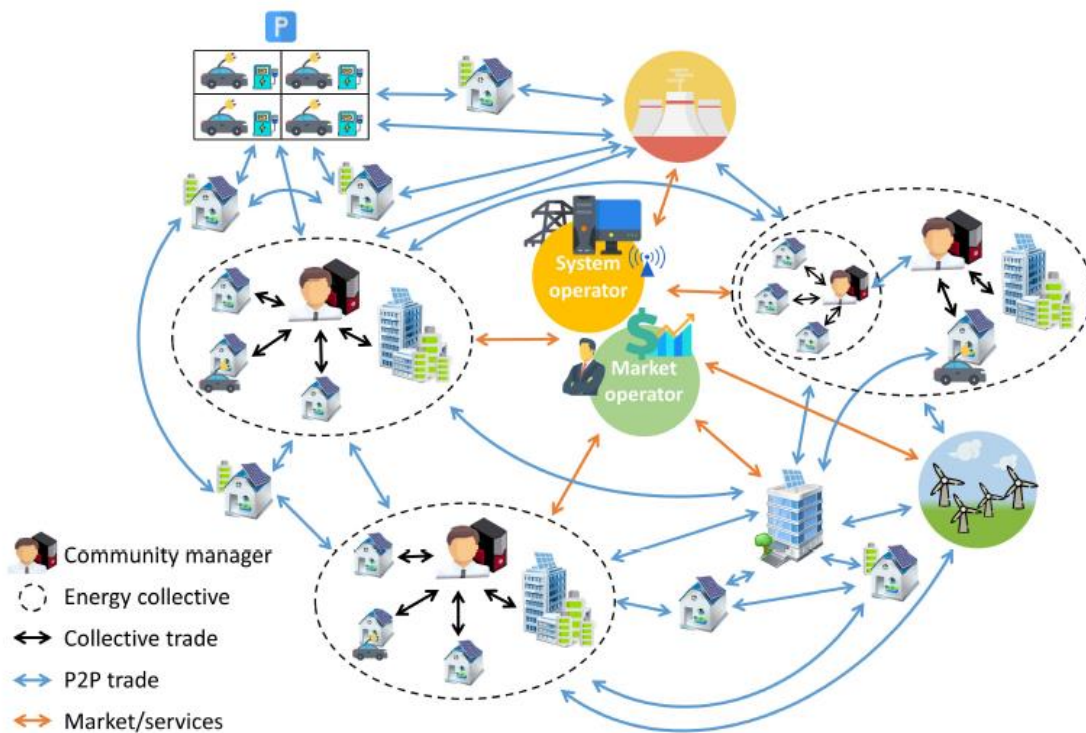 P
System
operator
Market
operator
Community manager
Energy collective
Collective trade
P2P trade
Market/services